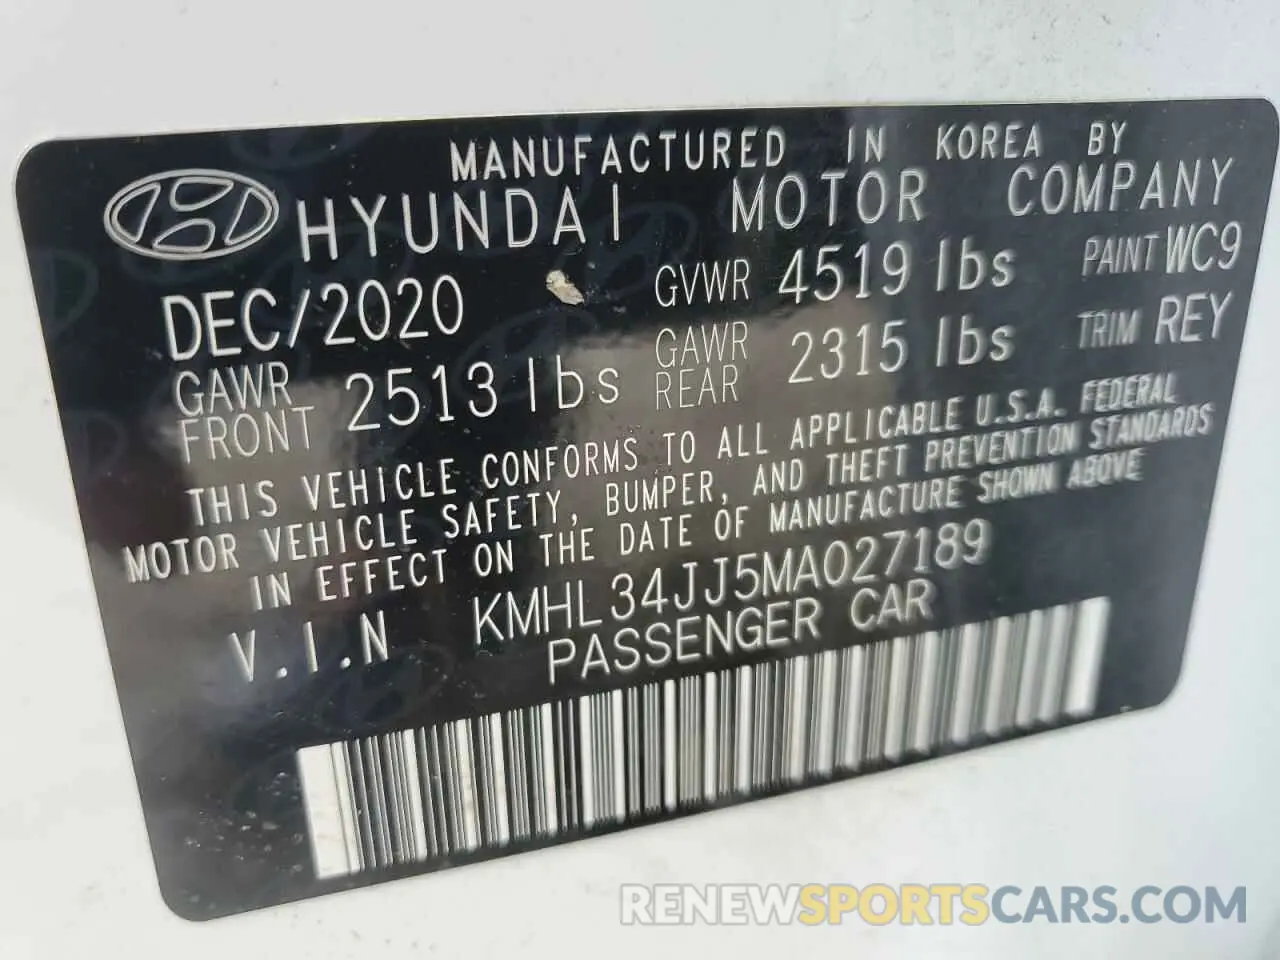 MANUFACTURED IN KOREA BY
HYUNDAI MOTOR COMPANY
DEC/2020 GVWR 4519 lbs PAINT WC9
GAWR FRONT 2513 lbs GAWR REAR 2315 lbs TRIM REY
THIS VEHICLE CONFORMS TO ALL APPLICABLE U.S.A. FEDERAL
MOTOR VEHICLE SAFETY, BUMPER, AND THEFT PREVENTION STANDARDS
IN EFFECT ON THE DATE OF MANUFACTURE SHOWN ABOVE
V.I.N KMHL34JJ5MA027189
PASSENGER CAR
RENEWSPORTSCARS.COM